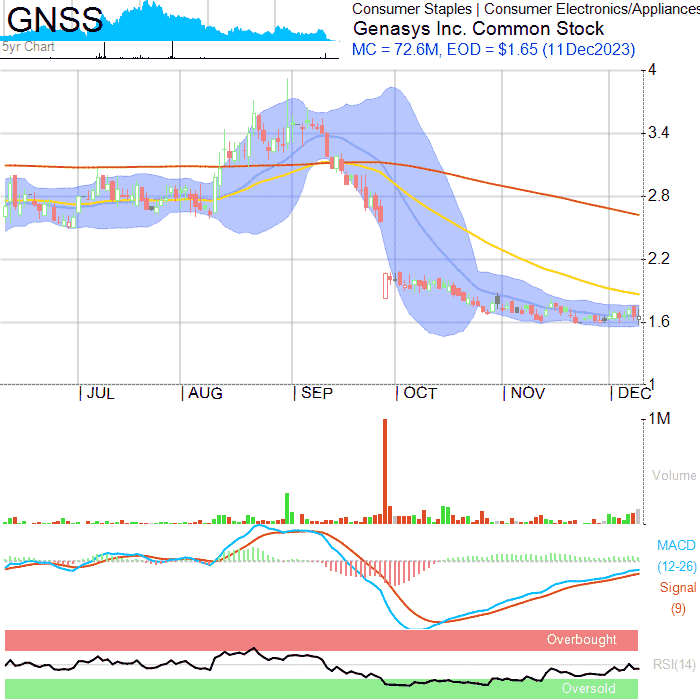 GNSS
5yr Chart
Consumer Staples | Consumer Electronics/Appliances
Genasys Inc. Common Stock
MC = 72.6M, EOD = $1.65 (11Dec2023)
4
3.4
2.8
2.2
1.6
1
JUL AUG SEP OCT NOV DEC
1M
Volume
MACD
(12-26)
Signal
(9)
Overbought
RSI(14)
Oversold